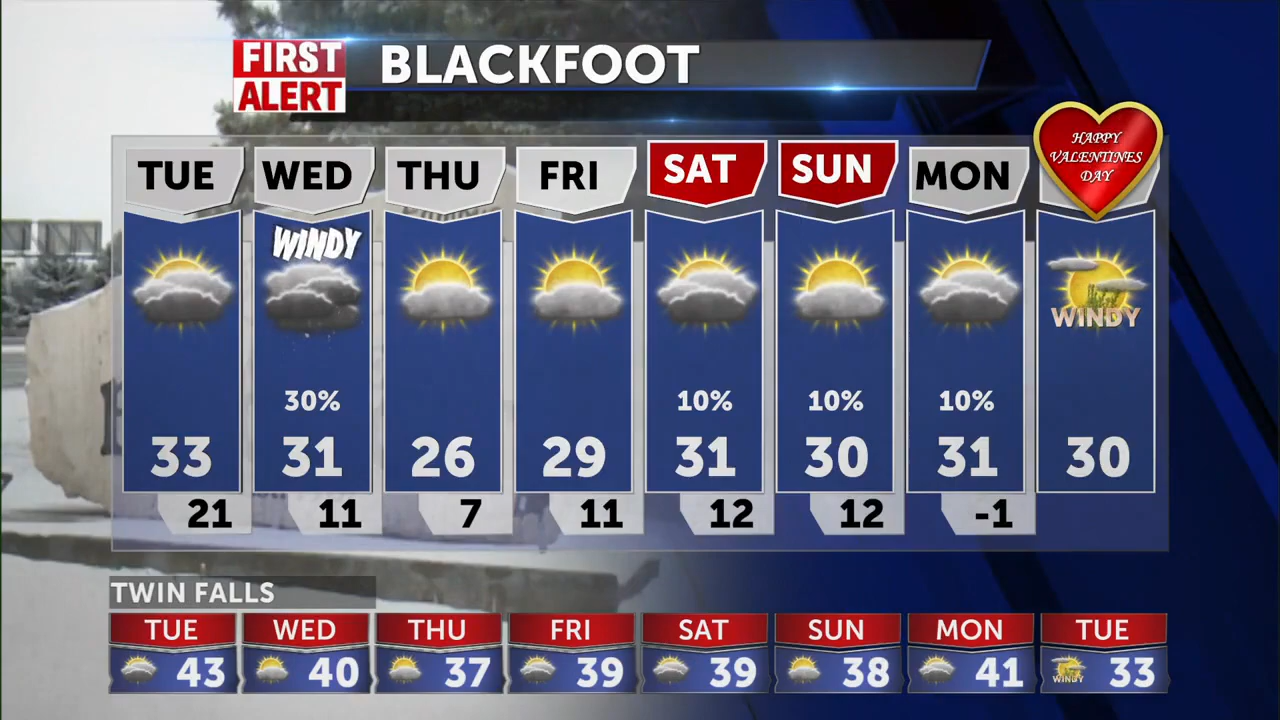 FIRST ALERT
BLACKFOOT
HAPPY VALENTINES DAY
TUE WED THU FRI SAT SUN MON
WINDY
WINDY
30% 10% 10% 10%
33 31 26 29 31 30 31 30
21 11 7 11 12 12 -1
TWIN FALLS
TUE WED THU FRI SAT SUN MON TUE
43 40 37 39 39 38 41 33
WINDY